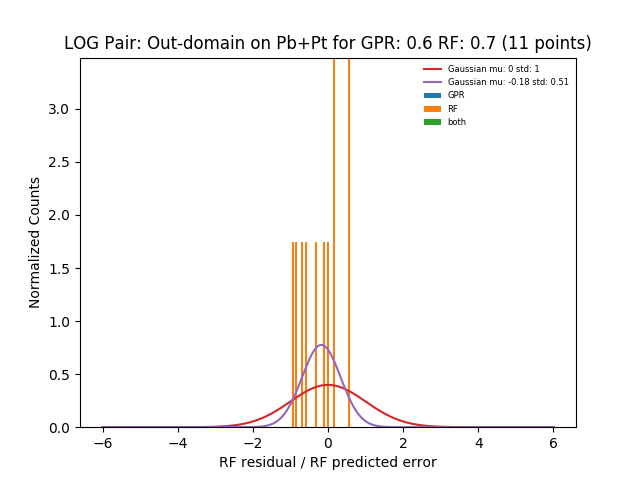 LOG Pair: Out-domain on Pb+Pt for GPR: 0.6 RF: 0.7 (11 points)
Gaussian mu: 0 std: 1
Gaussian mu: -0.18 std: 0.51
GPR
RF
both
Normalized Counts
3.0
2.5
2.0
1.5
1.0
0.5
0.0
−6 −4 −2 0 2 4 6
RF residual / RF predicted error